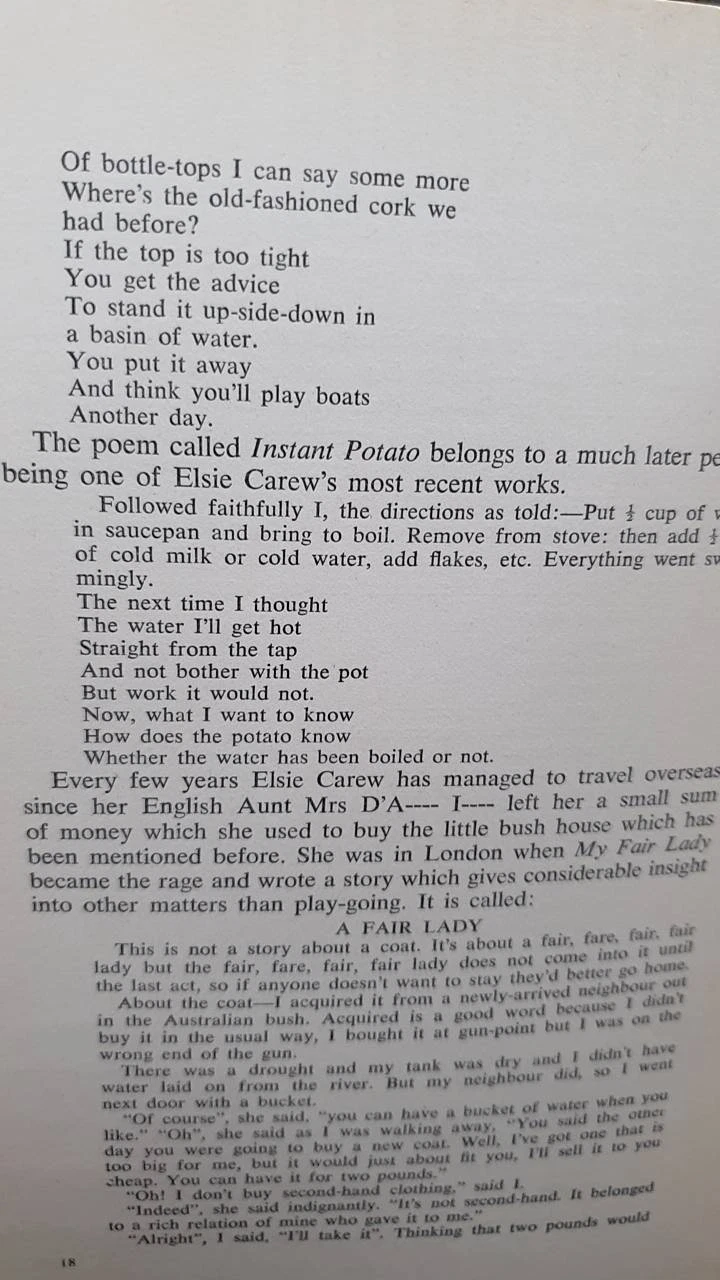 Of bottle-tops I can say some more
Where's the old-fashioned cork we
had before?
If the top is too tight
You get the advice
To stand it up-side-down in
a basin of water.
You put it away
And think you'll play boats
Another day.
The poem called Instant Potato belongs to a much later pe
being one of Elsie Carew's most recent works.
Followed faithfully I, the directions as told:—Put ½ cup of
in saucepan and bring to boil. Remove from stove: then add ½
of cold milk or cold water, add flakes, etc. Everything went sw
mingly.
The next time I thought
The water I'll get hot
Straight from the tap
And not bother with the pot
But work it would not.
Now, what I want to know
How does the potato know
Whether the water has been boiled or not.
Every few years Elsie Carew has managed to travel overseas
since her English Aunt Mrs D'A---- I---- left her a small sum
of money which she used to buy the little bush house which has
been mentioned before. She was in London when My Fair Lady
became the rage and wrote a story which gives considerable insight
into other matters than play-going. It is called:
A FAIR LADY
This is not a story about a coat. It's about a fair, fare, fair, fair
lady but the fair, fare, fair, fair lady does not come into it until
the last act, so if anyone doesn't want to stay they'd better go home.
About the coat—I acquired it from a newly-arrived neighbour out
in the Australian bush. Acquired is a good word because I didn't
buy it in the usual way, I bought it at gun-point but I was on the
wrong end of the gun.
There was a drought and my tank was dry and I didn't have
water laid on from the river. But my neighbour did, so I went
next door with a bucket.
"Of course", she said, "you can have a bucket of water when you
like." "Oh", she said as I was walking away, "You said the other
day you were going to buy a new coat. Well, I've got one that is
too big for me, but it would just about fit you, I'll sell it to you
cheap. You can have it for two pounds."
"Oh! I don't buy second-hand clothing," said I.
"Indeed", she said indignantly. "It's not second-hand. It belonged
to a rich relation of mine who gave it to me."
"Alright", I said, "I'll take it". Thinking that two pounds would
18